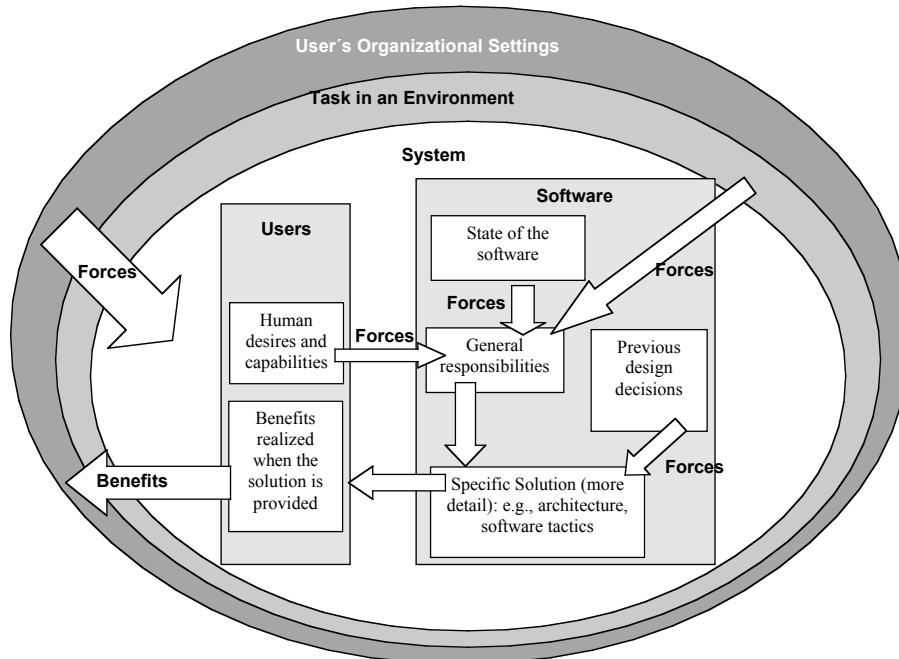 User´s Organizational Settings
Task in an Environment
System
Software
Users
State of the
software
Forces
Forces
Forces
Human
desires and
capabilities
Forces
General
responsibilities
Previous
design
decisions
Benefits
realized
when the
solution is
provided
Benefits
Forces
Specific Solution (more
detail): e.g., architecture,
software tactics